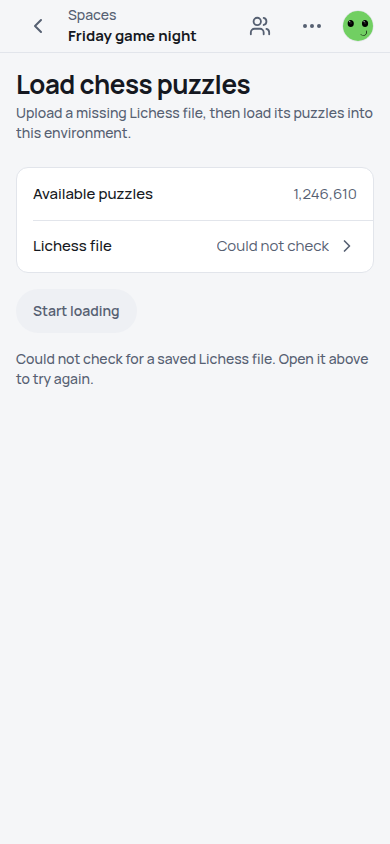 Spaces
Friday game night
Load chess puzzles
Upload a missing Lichess file, then load its puzzles into
this environment.
Available puzzles
1,246,610
Lichess file
Could not check
Start loading
Could not check for a saved Lichess file. Open it above
to try again.